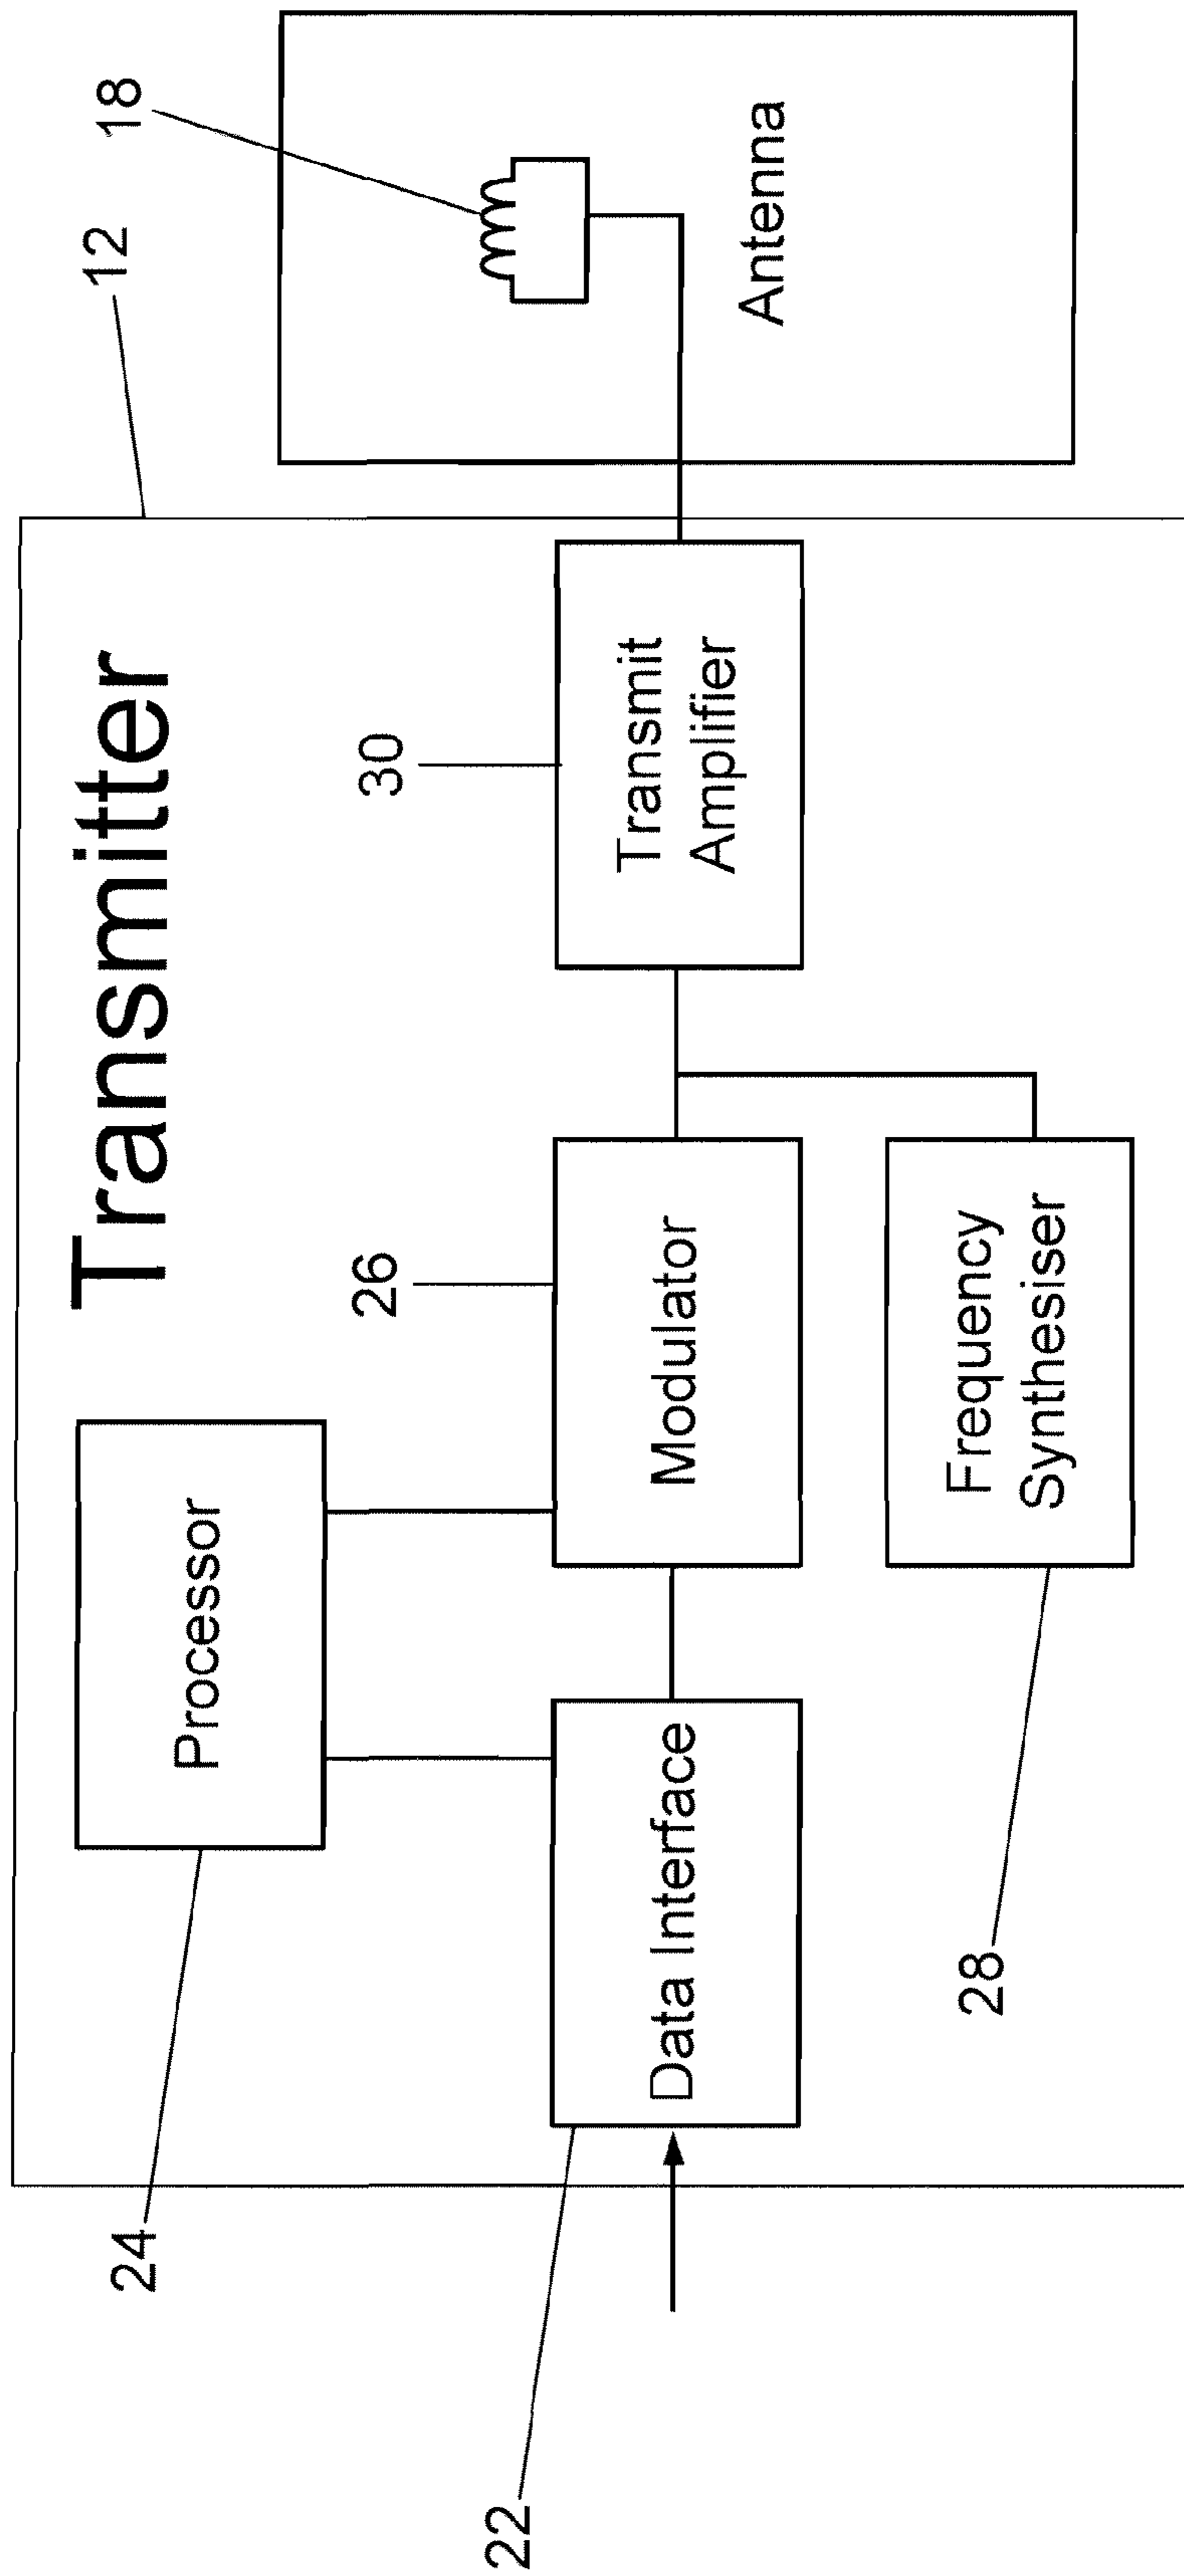 Transmitter
12
18
24
Processor
26
30
22
Data Interface
Modulator
Transmit
Amplifier
Antenna
28
Frequency
Synthesiser